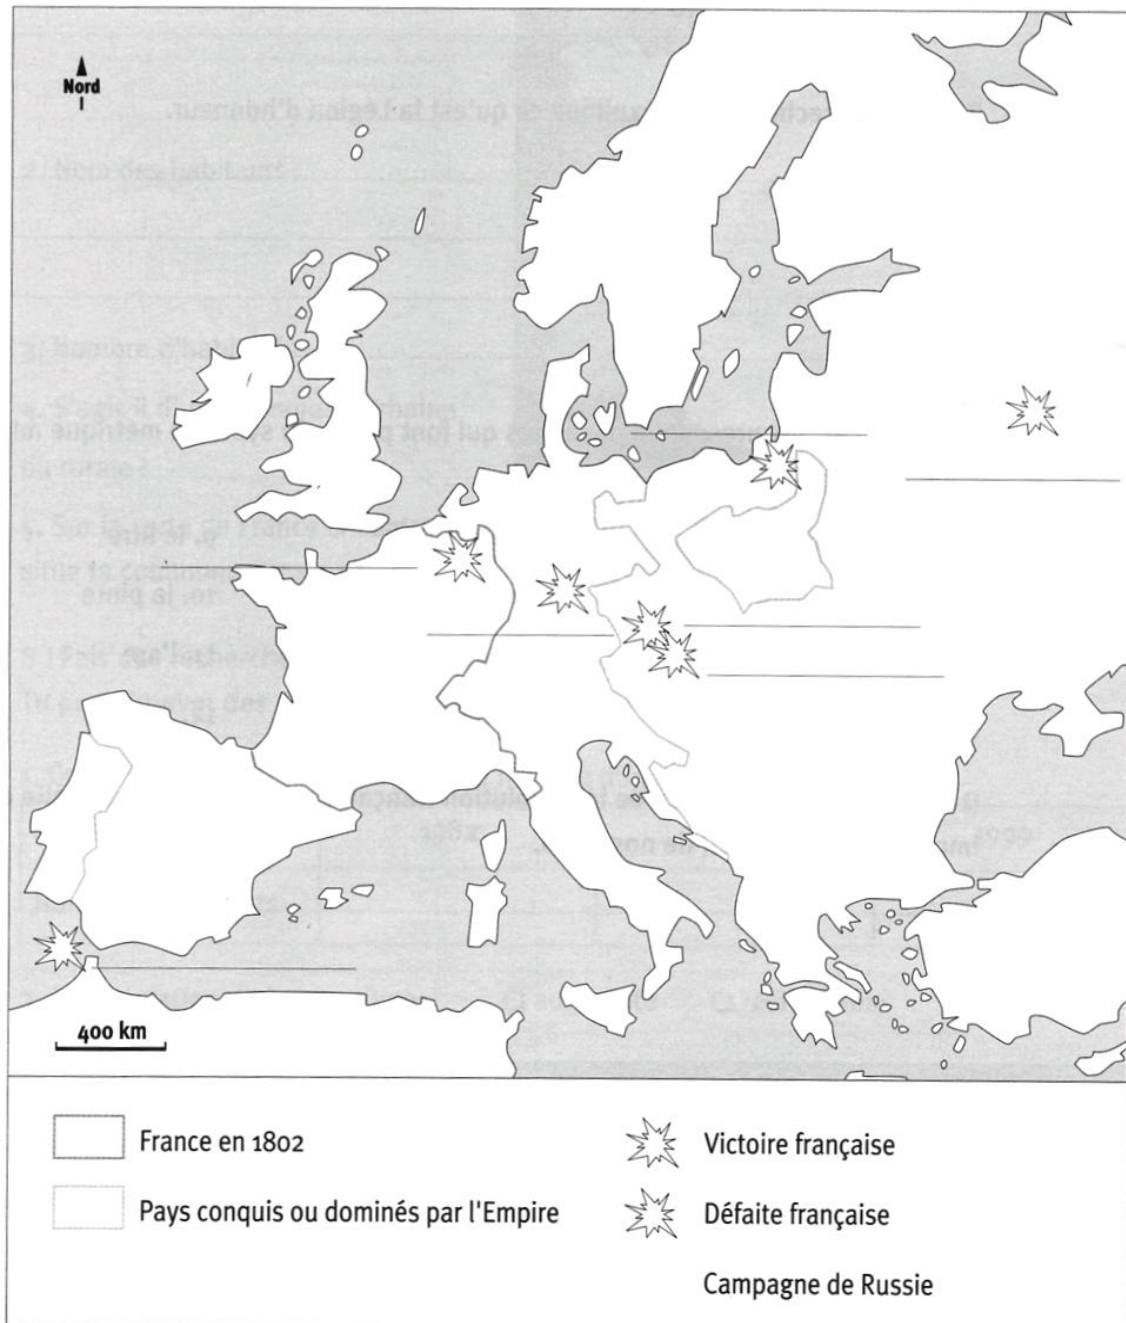 Nord
400 km
France en 1802
Pays conquis ou dominés par l'Empire
Victoire française
Défaite française
Campagne de Russie